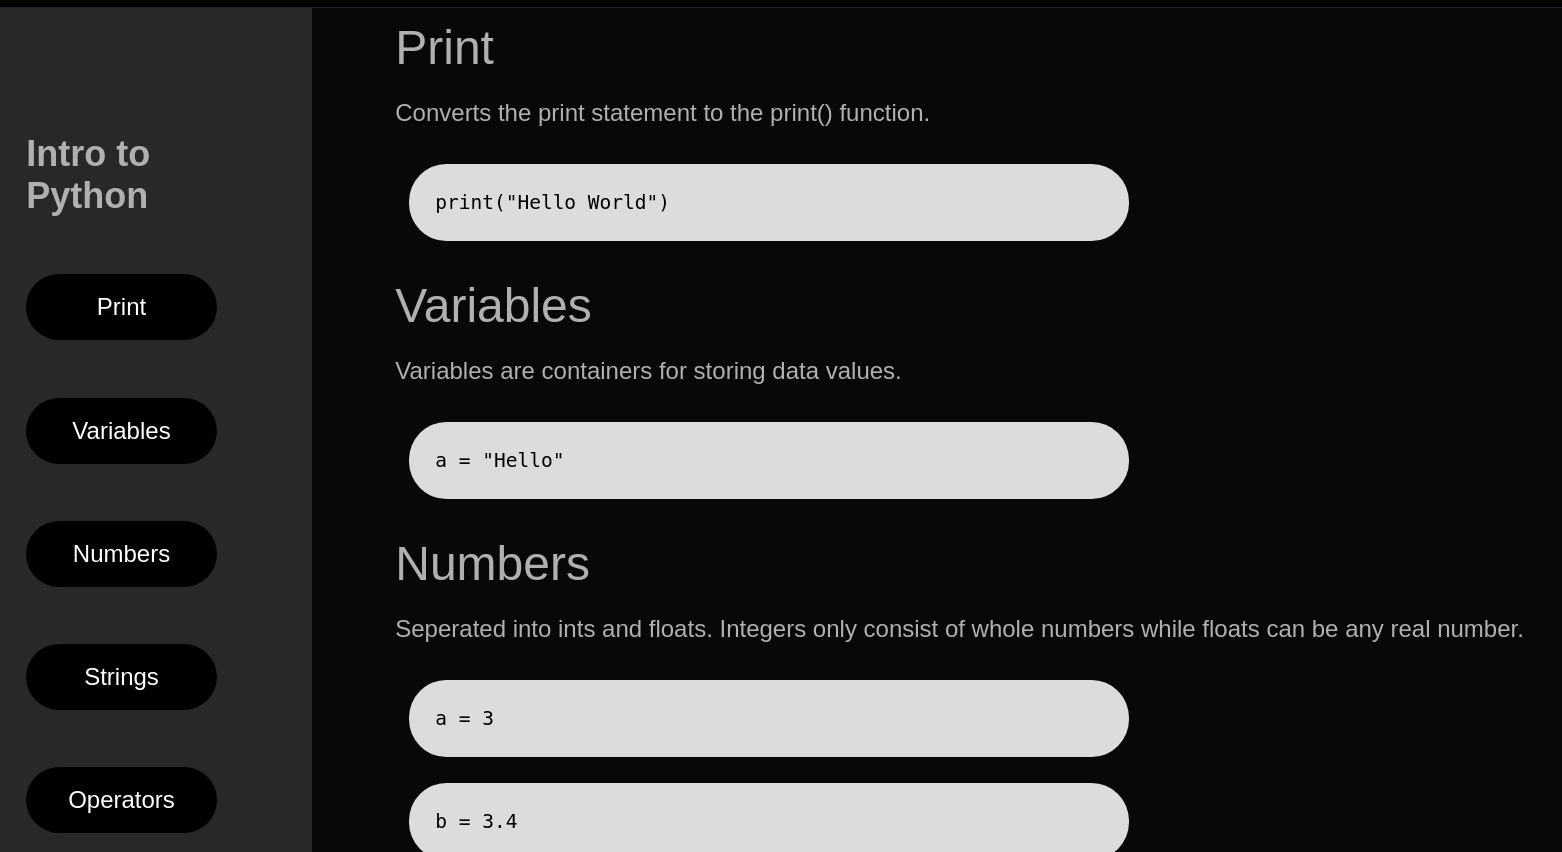 Intro to
Python
Print
Variables
Numbers
Strings
Operators
Print
Converts the print statement to the print() function.
print("Hello World")
Variables
Variables are containers for storing data values.
a = "Hello"
Numbers
Seperated into ints and floats. Integers only consist of whole numbers while floats can be any real number.
a = 3
b = 3.4